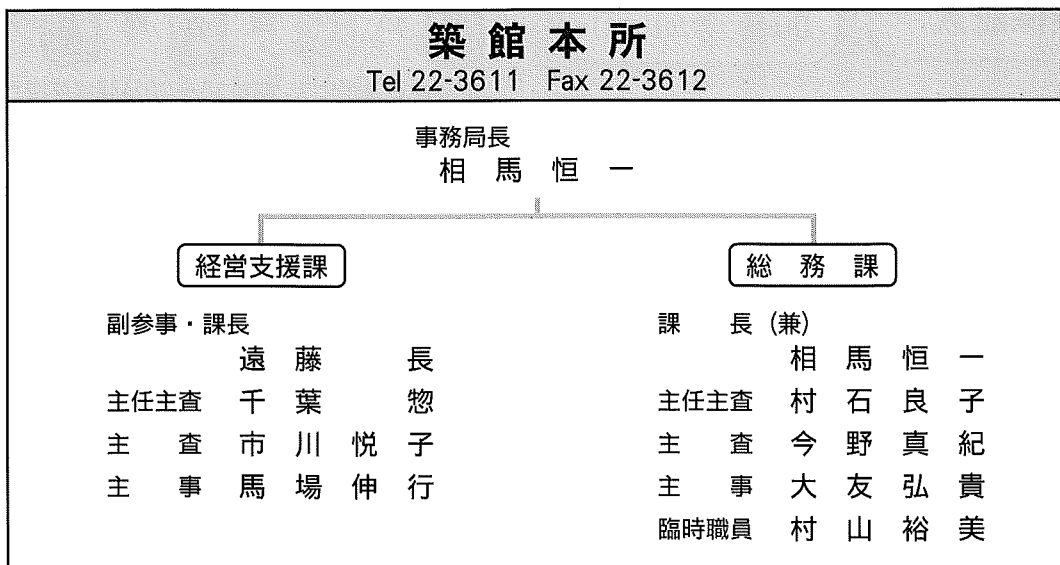 築館本所
Tel 22-3611 Fax 22-3612
事務局長
相馬恒一
経営支援課
副参事・課長
遠藤長
主任主査 千葉惣
主査 市川悦子
主事 馬場伸行
総務課
課長(兼)
相馬恒一
主任主査 村石良子
主査 今野真紀
主事 大友弘貴
臨時職員 村山裕美